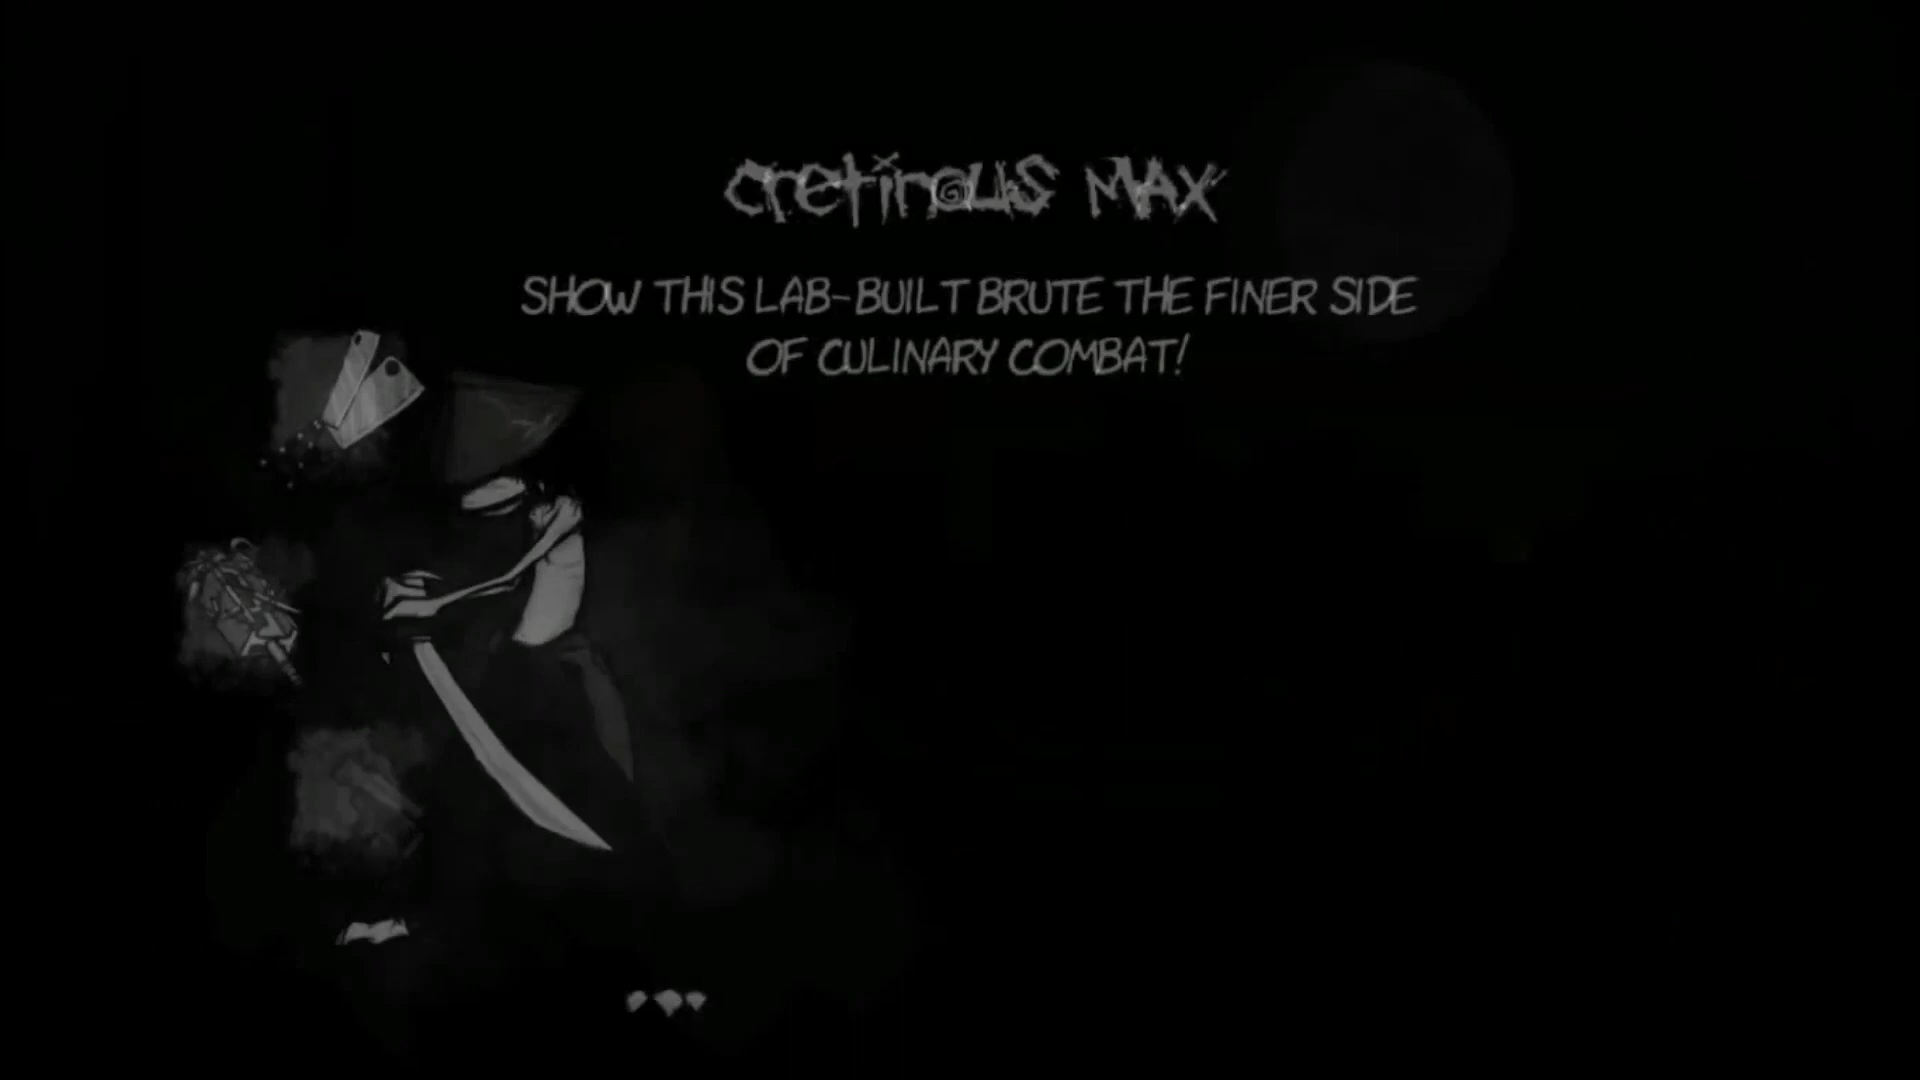 cretinous MAX
SHOW THIS LAB-BUILT BRUTE THE FINER SIDE
OF CULINARY COMBAT!